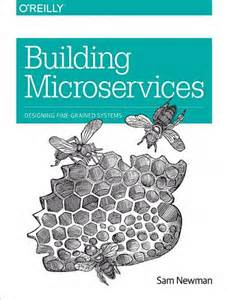 O'REILLY
Building
Microservices
DESIGNING FINE-GRAINED SYSTEMS
Sam Newman